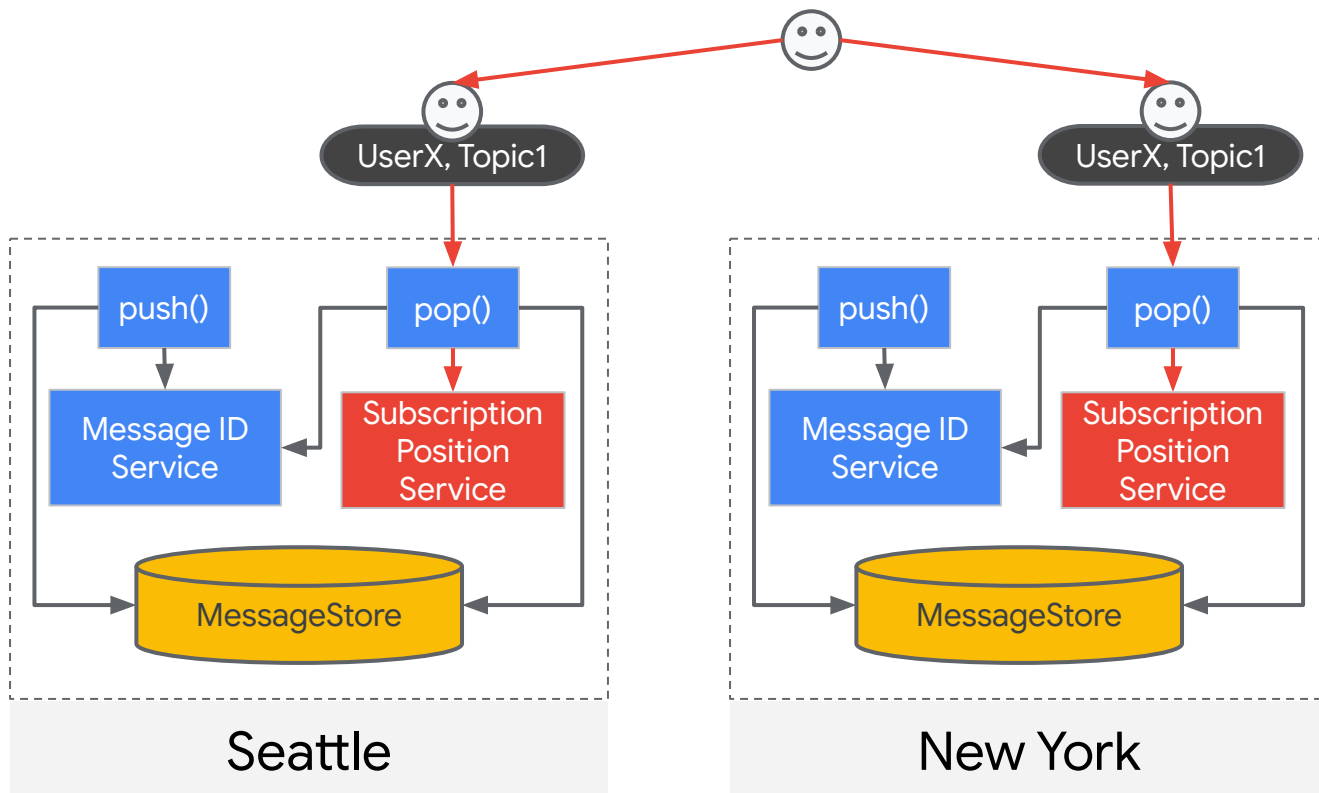 UserX, Topic1
UserX, Topic1
push()
pop()
Message ID
Service
Subscription
Position
Service
MessageStore
Seattle
push()
pop()
Message ID
Service
Subscription
Position
Service
MessageStore
New York